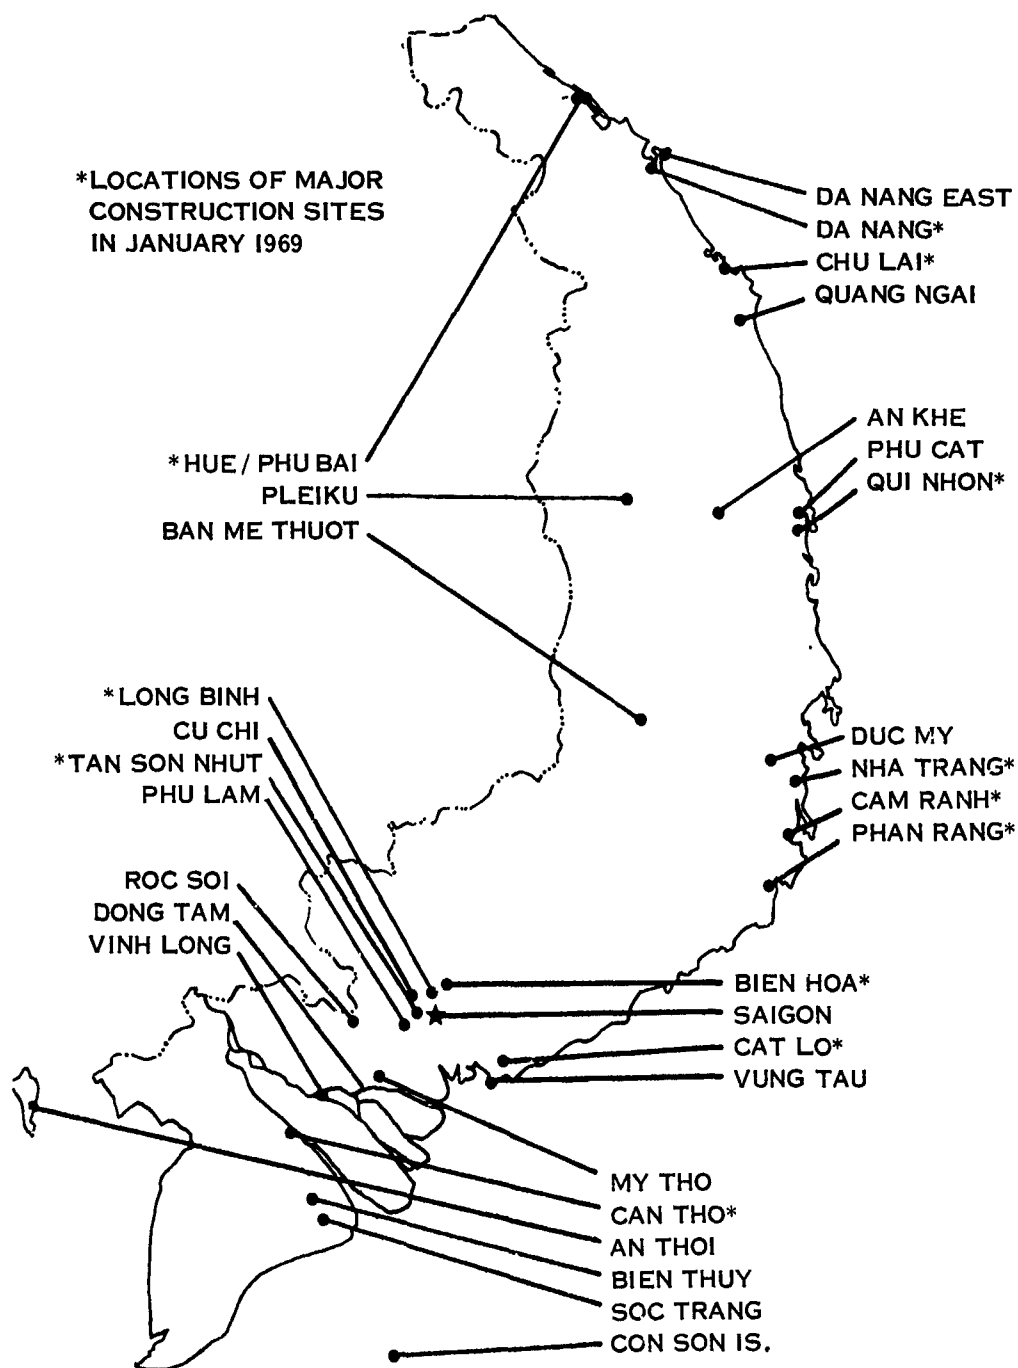 *LOCATIONS OF MAJOR
CONSTRUCTION SITES
IN JANUARY 1969
DA NANG EAST
DA NANG*
CHU LAI*
QUANG NGAI
AN KHE
PHU CAT
QUI NHON*
*HUE / PHU BAI
PLEIKU
BAN ME THUOT
*LONG BINH
CU CHI
*TAN SON NHUT
PHU LAM
DUC MY
NHA TRANG*
CAM RANH*
PHAN RANG*
ROC SOI
DONG TAM
VINH LONG
BIEN HOA*
SAIGON
CAT LO*
VUNG TAU
MY THO
CAN THO*
AN THOI
BIEN THUY
SOC TRANG
CON SON IS.